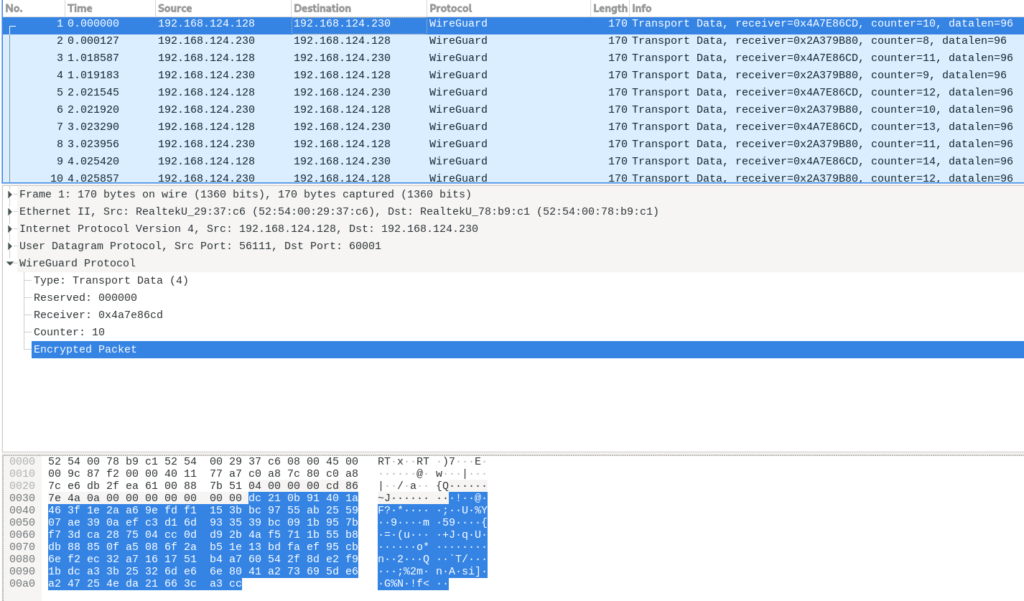 No. Time Source Destination Protocol Length Info
1 0.000000 192.168.124.128 192.168.124.230 WireGuard 170 Transport Data, receiver=0x4A7E86CD, counter=10, datalen=96
2 0.000127 192.168.124.230 192.168.124.128 WireGuard 170 Transport Data, receiver=0x2A379B80, counter=8, datalen=96
3 1.018587 192.168.124.128 192.168.124.230 WireGuard 170 Transport Data, receiver=0x4A7E86CD, counter=11, datalen=96
4 1.019183 192.168.124.230 192.168.124.128 WireGuard 170 Transport Data, receiver=0x2A379B80, counter=9, datalen=96
5 2.021545 192.168.124.128 192.168.124.230 WireGuard 170 Transport Data, receiver=0x4A7E86CD, counter=12, datalen=96
6 2.021920 192.168.124.230 192.168.124.128 WireGuard 170 Transport Data, receiver=0x2A379B80, counter=10, datalen=96
7 3.023290 192.168.124.128 192.168.124.230 WireGuard 170 Transport Data, receiver=0x4A7E86CD, counter=13, datalen=96
8 3.023956 192.168.124.230 192.168.124.128 WireGuard 170 Transport Data, receiver=0x2A379B80, counter=11, datalen=96
9 4.025420 192.168.124.128 192.168.124.230 WireGuard 170 Transport Data, receiver=0x4A7E86CD, counter=14, datalen=96
10 4.025857 192.168.124.230 192.168.124.128 WireGuard 170 Transport Data, receiver=0x2A379B80, counter=12, datalen=96
Frame 1: 170 bytes on wire (1360 bits), 170 bytes captured (1360 bits)
Ethernet II, Src: RealtekU_29:37:c6 (52:54:00:29:37:c6), Dst: RealtekU_78:b9:c1 (52:54:00:78:b9:c1)
Internet Protocol Version 4, Src: 192.168.124.128, Dst: 192.168.124.230
User Datagram Protocol, Src Port: 56111, Dst Port: 60001
WireGuard Protocol
Type: Transport Data (4)
Reserved: 000000
Receiver: 0x4a7e86cd
Counter: 10
Encrypted Packet
0000 52 54 00 78 b9 c1 52 54 00 29 37 c6 08 00 45 00 RT·x··RT·)7···E·
0010 00 9c 87 f2 00 00 40 11 77 a7 c0 a8 7c 80 c0 a8 ······@·w···|···
0020 7c e6 db 2f ea 61 00 88 7b 51 04 00 00 00 cd 86 |··/·a··{Q······
0030 7e 4a 0a 00 00 00 00 00 00 00 dc 21 0b 91 40 1a ~J·········!··@·
0040 46 3f 1e 2a a6 9e fd f1 15 3b bc 97 55 ab 25 59 F?·*·····;··U·%Y
0050 07 ae 39 0a ef c3 d1 6d 93 35 39 bc 09 1b 95 7b ··9····m·59····{
0060 f7 3d ca 28 75 04 cc 0d d9 2b 4a f5 71 1b 55 b8 ·=·(u····+J·q·U·
0070 db 88 85 0f a5 08 6f 2a b5 1e 13 bd fa ef 95 cb ······o*········
0080 6e f2 ec 32 a7 16 17 51 b4 a7 60 54 2f 8d e2 f9 n··2···Q··`T/···
0090 1b dc a3 3b 25 32 6d e6 6e 80 41 a2 73 69 5d e6 ···;%2m·n·A·si]·
00a0 a2 47 25 4e da 21 66 3c a3 cc ·G%N·!f<··